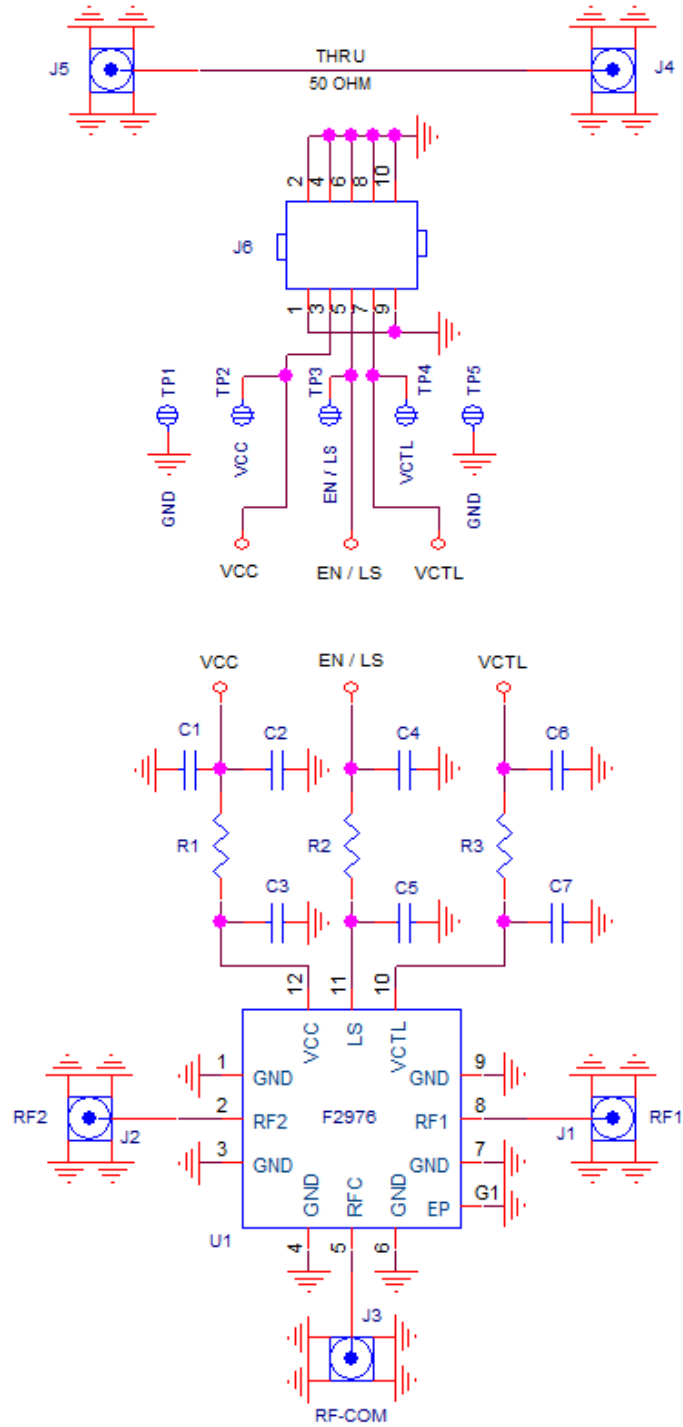 J5
THRU
50 OHM
J4
2
4
6
8
10
J6
1
3
5
7
9
TP1
TP2
TP3
TP4
TP5
GND
VCC
EN / LS
VCTL
GND
VCC
EN / LS
VCTL
VCC
EN / LS
VCTL
C1
C2
C4
C6
R1
R2
R3
C3
C5
C7
12
11
10
VCC
LS
VCTL
1
GND
GND
9
RF2
J2
2
RF2
F2976
RF1
8
J1
RF1
3
GND
GND
7
GND
RFC
GND
EP
G1
U1
4
5
6
J3
RF-COM